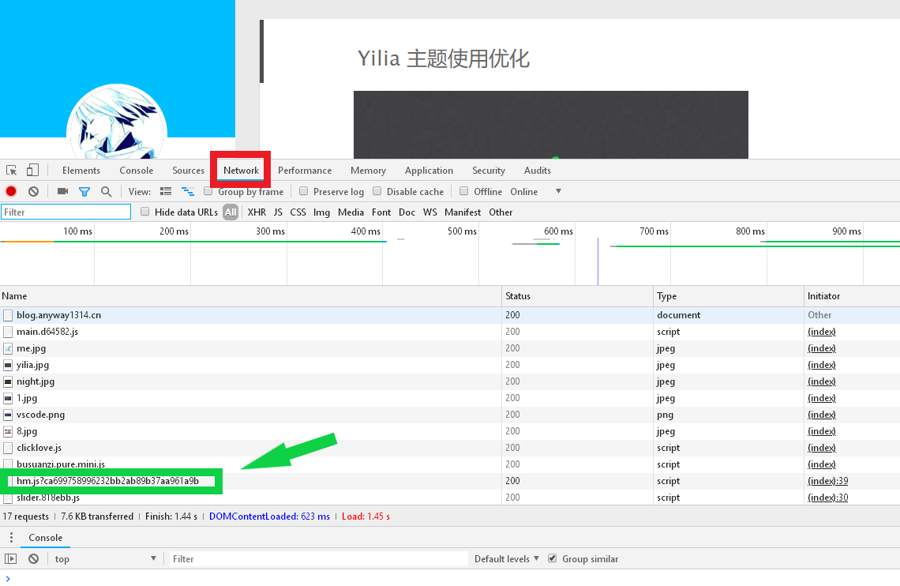 Yilia 主题使用优化
Elements Console Sources Network Performance Memory Application Security Audits
View: Group by frame Preserve log Disable cache Offline Online
Filter Hide data URLs All XHR JS CSS Img Media Font Doc WS Manifest Other
100 ms 200 ms 300 ms 400 ms 500 ms 600 ms 700 ms 800 ms 900 ms
Name Status Type Initiator
blog.anyway1314.cn 200 document Other
main.d64582.js 200 script (index)
me.jpg 200 jpeg (index)
yilia.jpg 200 jpeg (index)
night.jpg 200 jpeg (index)
1.jpg 200 jpeg (index)
vscode.png 200 png (index)
8.jpg 200 jpeg (index)
clicklove.js 200 script (index)
busuanzi.pure.mini.js 200 script (index)
hm.js?ca699758996232bb2ab89b37aa961a9b 200 script (index):39
slider.818ebb.js 200 script (index):30
17 requests | 7.6 KB transferred | Finish: 1.44 s | DOMContentLoaded: 623 ms | Load: 1.45 s
Console
top Filter Default levels Group similar